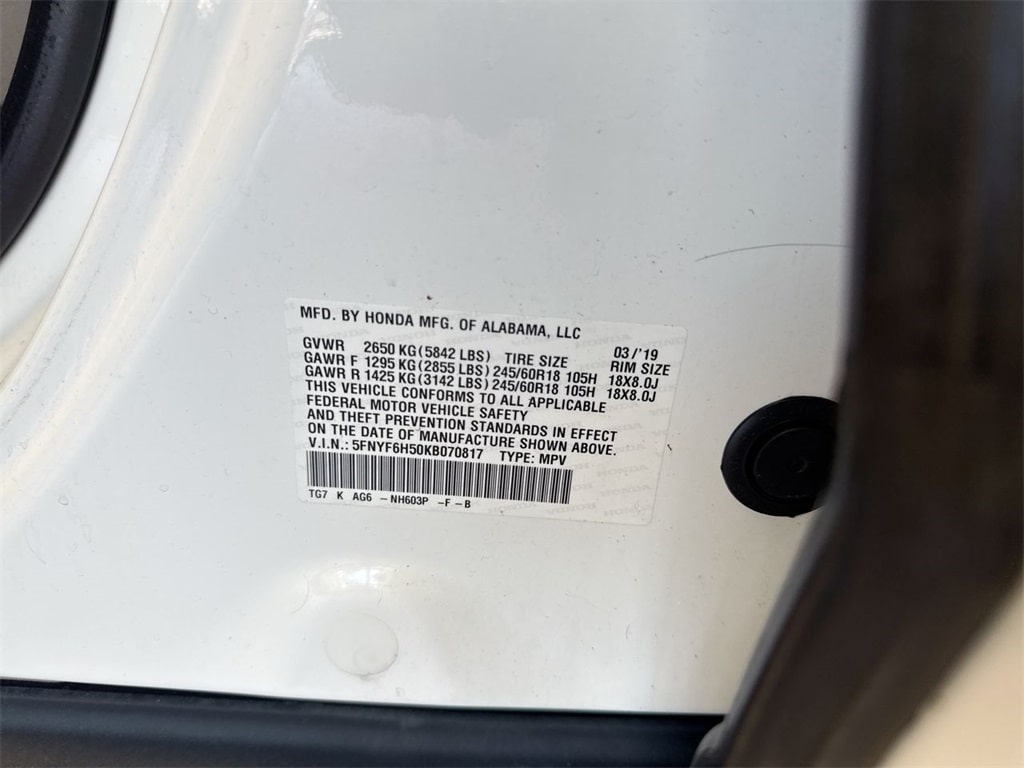 MFD. BY HONDA MFG. OF ALABAMA, LLC
GVWR 2650 KG (5842 LBS) TIRE SIZE 03/'19 RIM SIZE
GAWR F 1295 KG (2855 LBS) 245/60R18 105H 18X8.0J
GAWR R 1425 KG (3142 LBS) 245/60R18 105H 18X8.0J
THIS VEHICLE CONFORMS TO ALL APPLICABLE
FEDERAL MOTOR VEHICLE SAFETY
AND THEFT PREVENTION STANDARDS IN EFFECT
ON THE DATE OF MANUFACTURE SHOWN ABOVE.
V.I.N.: 5FNYF6H50KB070817 TYPE: MPV
TG7 K AG6 -NH603P -F-B